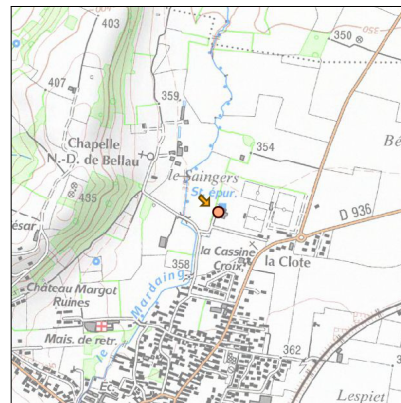 403
350
350
407
359
Chapelle
N.-D. de Bellau
354
le Saingers
St. épur.
435
D 936
ésar
la Cassine
Croix
la Clote
358
Château Margot
Ruines
le Mardaing
Mais. de retr.
362
Lespiet